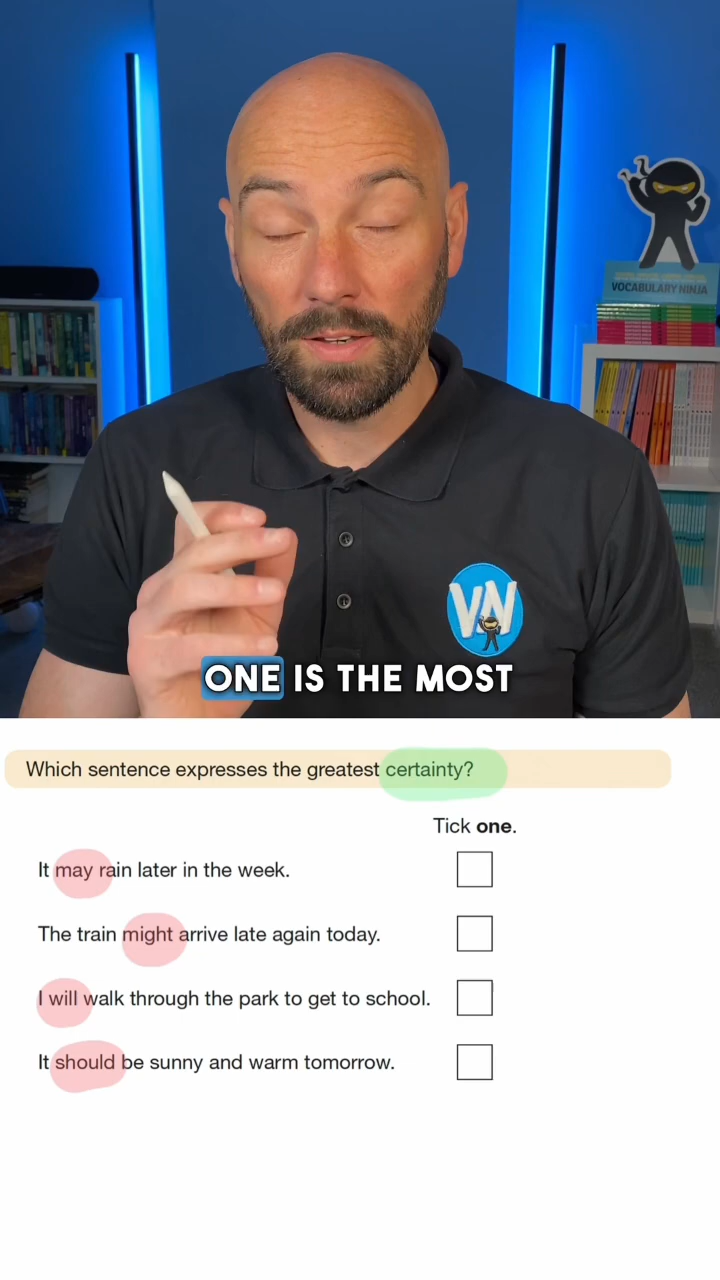 VOCABULARY NINJA
VN
ONE IS THE MOST
Which sentence expresses the greatest certainty?
Tick one.
It may rain later in the week.
The train might arrive late again today.
I will walk through the park to get to school.
It should be sunny and warm tomorrow.